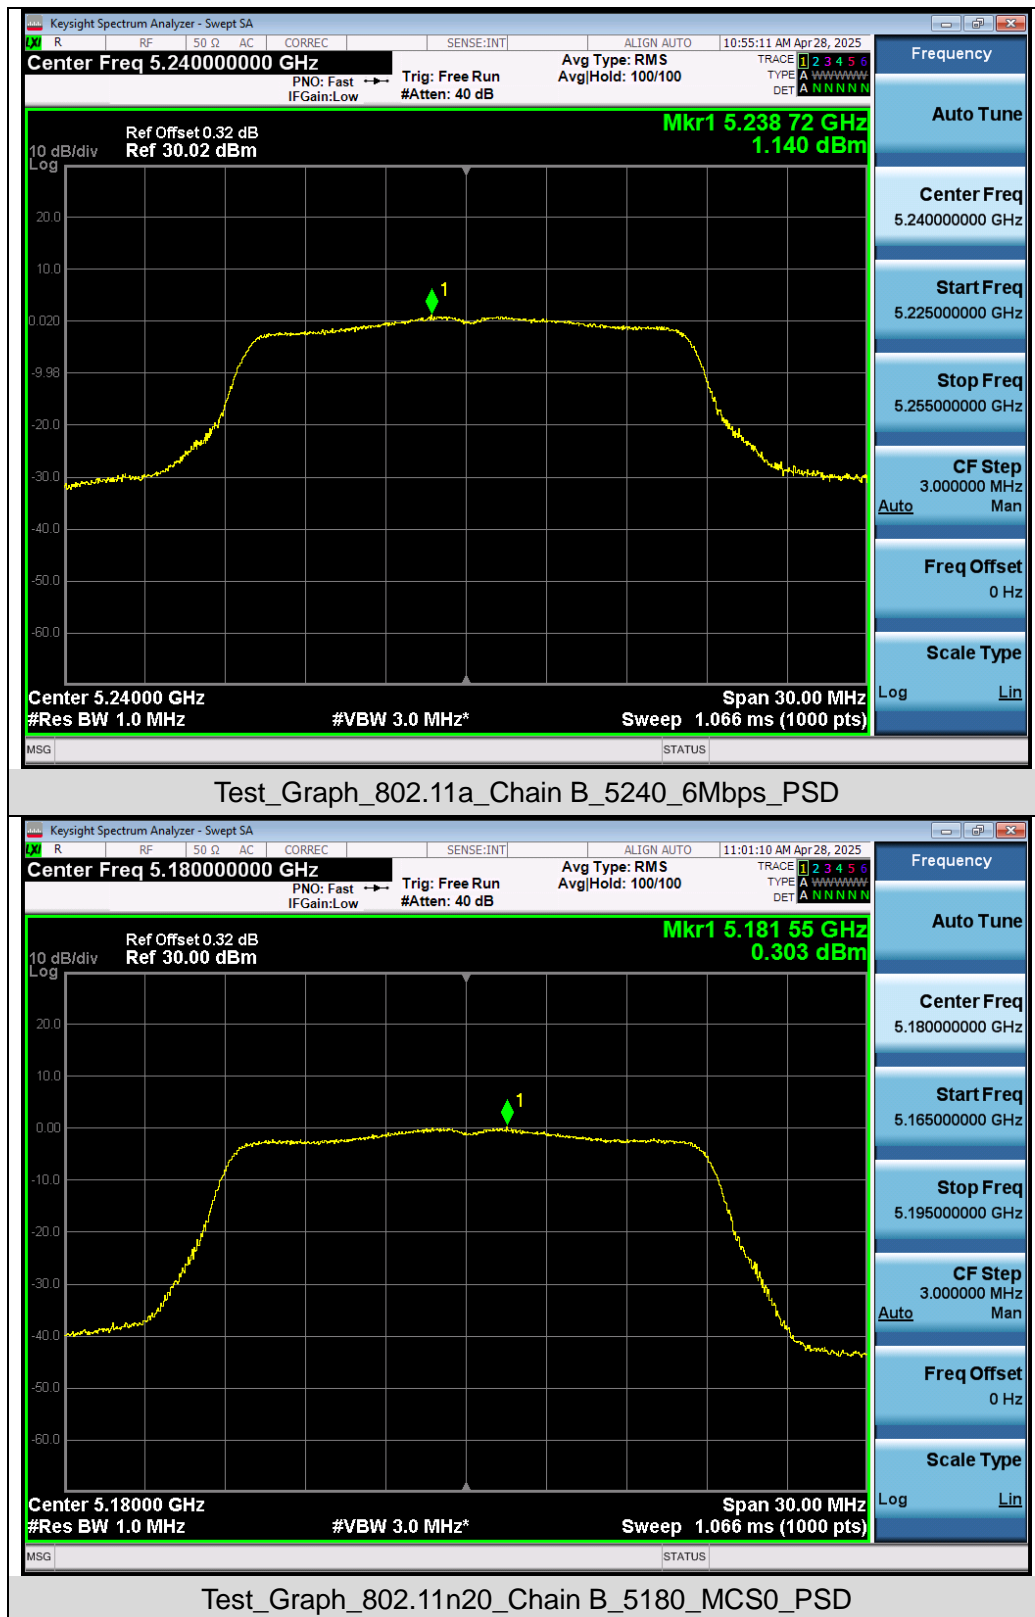 Keysight Spectrum Analyzer - Swept SA
LXI R RF 50 Ω AC CORREC SENSE:INT ALIGN AUTO 10:55:11 AM Apr 28, 2025
Center Freq 5.240000000 GHz
PNO: Fast
IFGain:Low
Trig: Free Run
#Atten: 40 dB
Avg Type: RMS
Avg|Hold: 100/100
TRACE 1 2 3 4 5 6
TYPE A WWWWW
DET A N N N N N
Ref Offset 0.32 dB
Ref 30.02 dBm
10 dB/div
Log
Mkr1 5.238 72 GHz
1.140 dBm
1
20.0
10.0
0.020
-9.98
-20.0
-30.0
-40.0
-50.0
-60.0
Center 5.24000 GHz
Span 30.00 MHz
#Res BW 1.0 MHz
#VBW 3.0 MHz*
Sweep 1.066 ms (1000 pts)
MSG
STATUS
Frequency
Auto Tune
Center Freq
5.240000000 GHz
Start Freq
5.225000000 GHz
Stop Freq
5.255000000 GHz
CF Step
3.000000 MHz
Auto Man
Freq Offset
0 Hz
Scale Type
Log Lin
Test_Graph_802.11a_Chain B_5240_6Mbps_PSD
Keysight Spectrum Analyzer - Swept SA
LXI R RF 50 Ω AC CORREC SENSE:INT ALIGN AUTO 11:01:10 AM Apr 28, 2025
Center Freq 5.180000000 GHz
PNO: Fast
IFGain:Low
Trig: Free Run
#Atten: 40 dB
Avg Type: RMS
Avg|Hold: 100/100
TRACE 1 2 3 4 5 6
TYPE A WWWWW
DET A N N N N N
Ref Offset 0.32 dB
Ref 30.00 dBm
10 dB/div
Log
Mkr1 5.181 55 GHz
0.303 dBm
1
20.0
10.0
0.00
-10.0
-20.0
-30.0
-40.0
-50.0
-60.0
Center 5.18000 GHz
Span 30.00 MHz
#Res BW 1.0 MHz
#VBW 3.0 MHz*
Sweep 1.066 ms (1000 pts)
MSG
STATUS
Frequency
Auto Tune
Center Freq
5.180000000 GHz
Start Freq
5.165000000 GHz
Stop Freq
5.195000000 GHz
CF Step
3.000000 MHz
Auto Man
Freq Offset
0 Hz
Scale Type
Log Lin
Test_Graph_802.11n20_Chain B_5180_MCS0_PSD